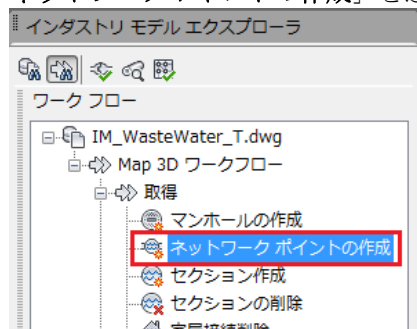 インダストリ モデル エクスプローラ
ワーク フロー
IM_WasteWater_T.dwg
Map 3D ワークフロー
取得
マンホールの作成
ネットワーク ポイントの作成
セクション作成
セクションの削除